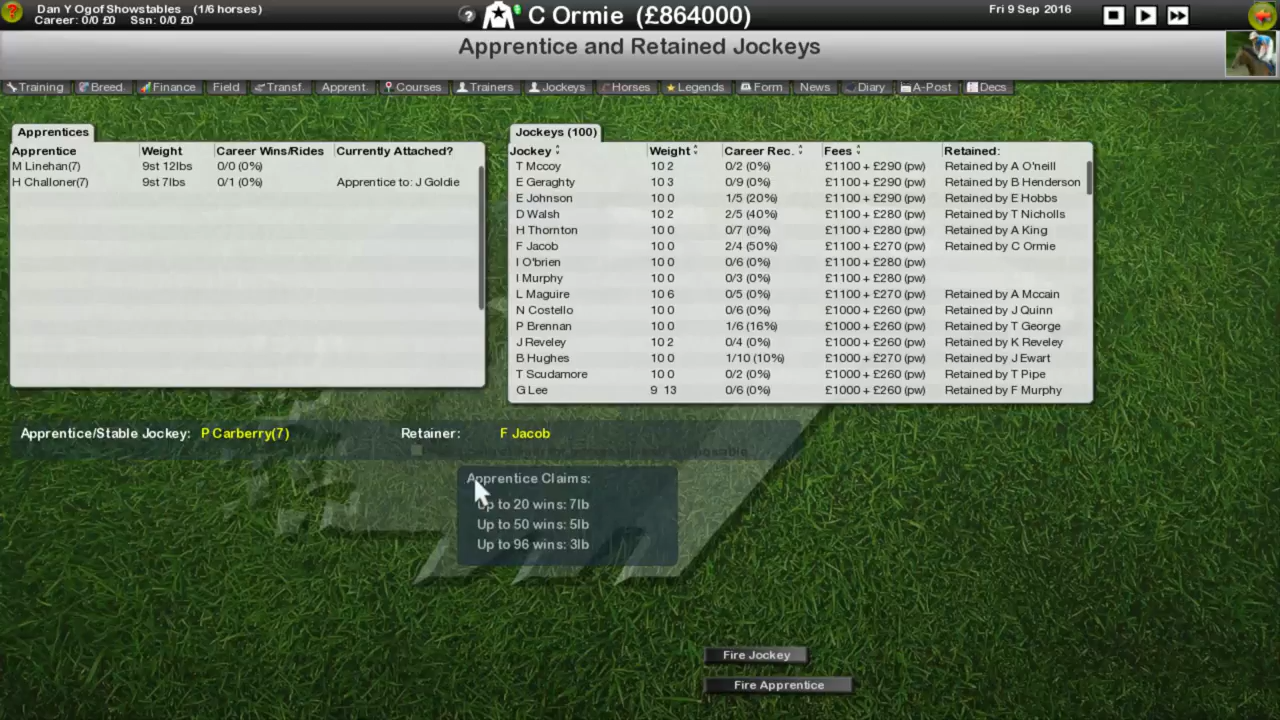 Dan Y Ogof Showstables (1/6 horses)
Career: 0/0 £0 Ssn: 0/0 £0
C Ormie (£864000)
Fri 9 Sep 2016
Apprentice and Retained Jockeys
Training Breed Finance Field Transf. Apprent. Courses Trainers Jockeys Horses Legends Form News Diary A-Post Decs
Apprentices
Apprentice Weight Career Wins/Rides Currently Attached?
M Linehan(7) 9st 12lbs 0/0 (0%)
H Challoner(7) 9st 7lbs 0/1 (0%) Apprentice to: J Goldie
Jockeys (100)
Jockey Weight Career Rec. Fees Retained:
T Mccoy 10 2 0/2 (0%) £1100 + £290 (pw) Retained by A O'neill
E Geraghty 10 3 0/9 (0%) £1100 + £290 (pw) Retained by B Henderson
E Johnson 10 0 1/5 (20%) £1100 + £290 (pw) Retained by E Hobbs
D Walsh 10 2 2/5 (40%) £1100 + £280 (pw) Retained by T Nicholls
H Thornton 10 0 0/7 (0%) £1100 + £280 (pw) Retained by A King
F Jacob 10 0 2/4 (50%) £1100 + £270 (pw) Retained by C Ormie
I O'brien 10 0 0/6 (0%) £1100 + £280 (pw)
I Murphy 10 0 0/3 (0%) £1100 + £280 (pw)
L Maguire 10 6 0/5 (0%) £1100 + £270 (pw) Retained by A Mccain
N Costello 10 0 0/6 (0%) £1000 + £260 (pw) Retained by J Quinn
P Brennan 10 0 1/6 (16%) £1000 + £260 (pw) Retained by T George
J Reveley 10 2 0/4 (0%) £1000 + £260 (pw) Retained by K Reveley
B Hughes 10 0 1/10 (10%) £1000 + £270 (pw) Retained by J Ewart
T Scudamore 10 0 0/2 (0%) £1000 + £260 (pw) Retained by T Pipe
G Lee 9 13 0/6 (0%) £1000 + £260 (pw) Retained by F Murphy
Apprentice/Stable Jockey: P Carberry(7) Retainer: F Jacob
Apprentice Claims:
Up to 20 wins: 7lb
Up to 50 wins: 5lb
Up to 96 wins: 3lb
Fire Jockey
Fire Apprentice